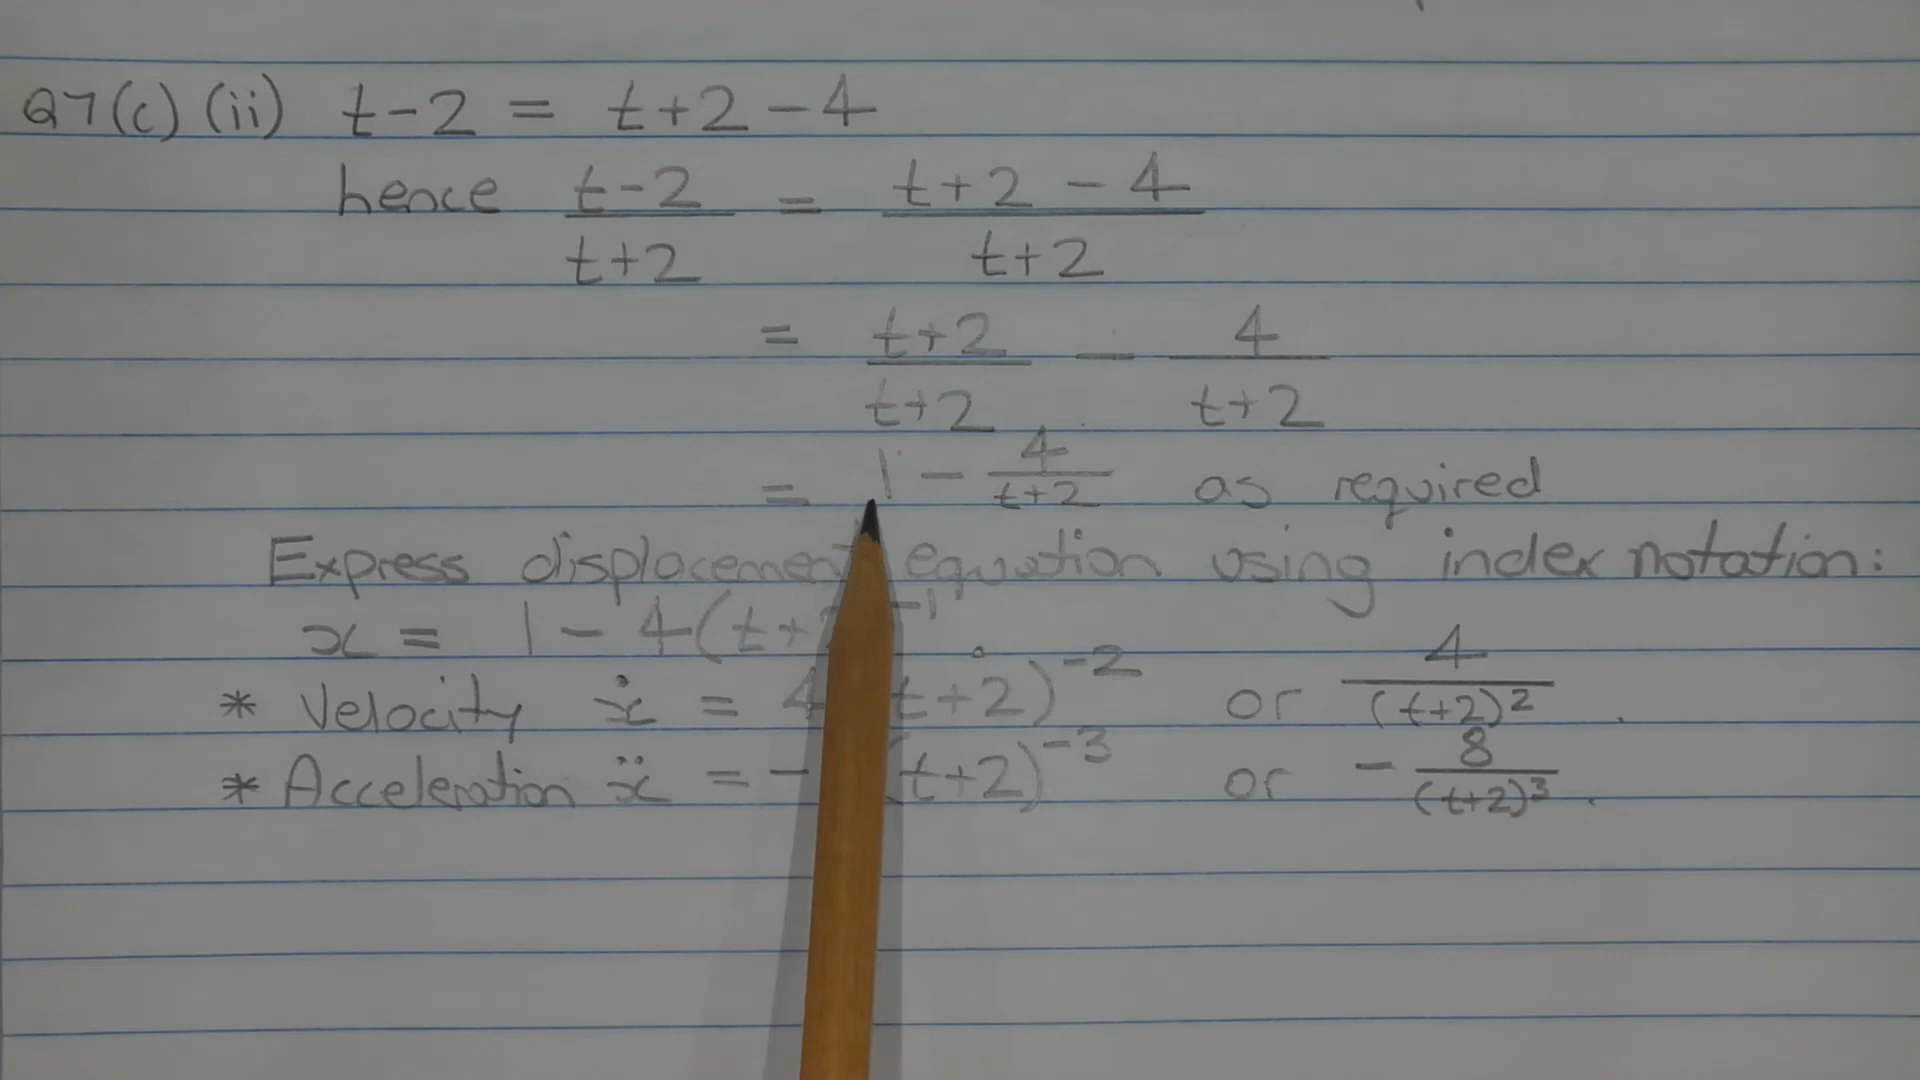 Q7(c) (ii) t-2 = t+2-4
hence (t-2)/(t+2) = (t+2-4)/(t+2)
= (t+2)/(t+2) - 4/(t+2)
= 1 - 4/(t+2) as required
Express displacement equation using index notation:
x = 1-4(t+ -1
* Velocity ẋ = 4 t+2)^-2 or 4/(t+2)^2.
* Acceleration ẍ = - (t+2)^-3 or - 8/(t+2)^3.